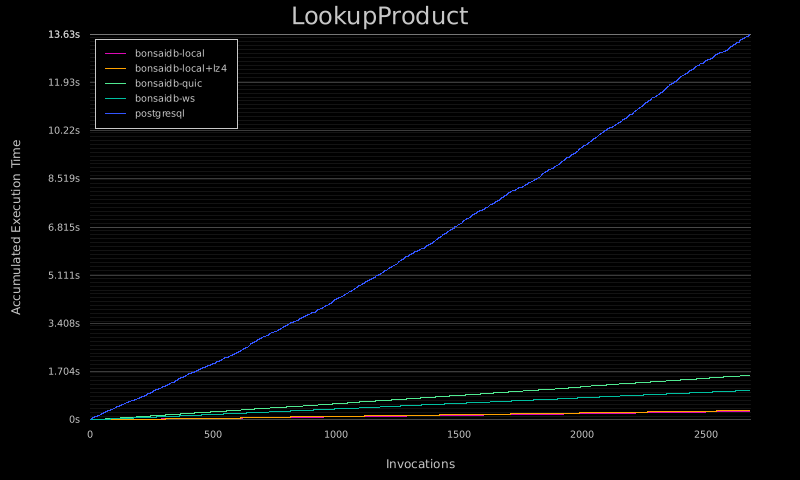 LookupProduct
13.63s
11.93s
10.22s
8.519s
6.815s
5.111s
3.408s
1.704s
0s
Accumulated Execution Time
bonsaidb-local
bonsaidb-local+lz4
bonsaidb-quic
bonsaidb-ws
postgresql
0 500 1000 1500 2000 2500
Invocations